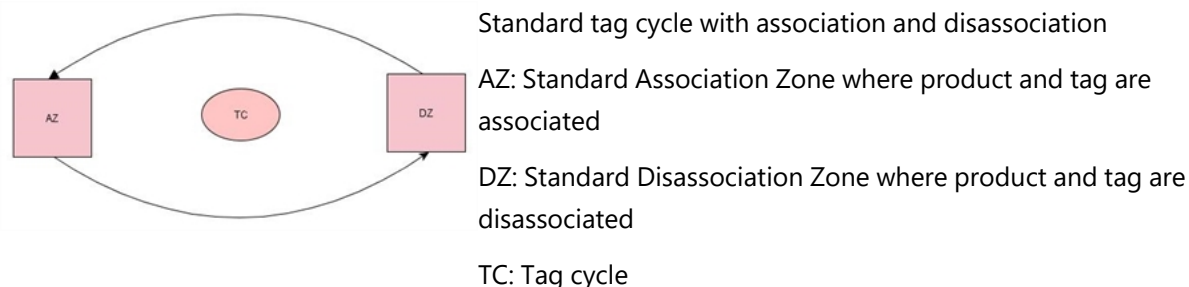 AZ
TC
DZ
Standard tag cycle with association and disassociation
AZ: Standard Association Zone where product and tag are
associated
DZ: Standard Disassociation Zone where product and tag are
disassociated
TC: Tag cycle